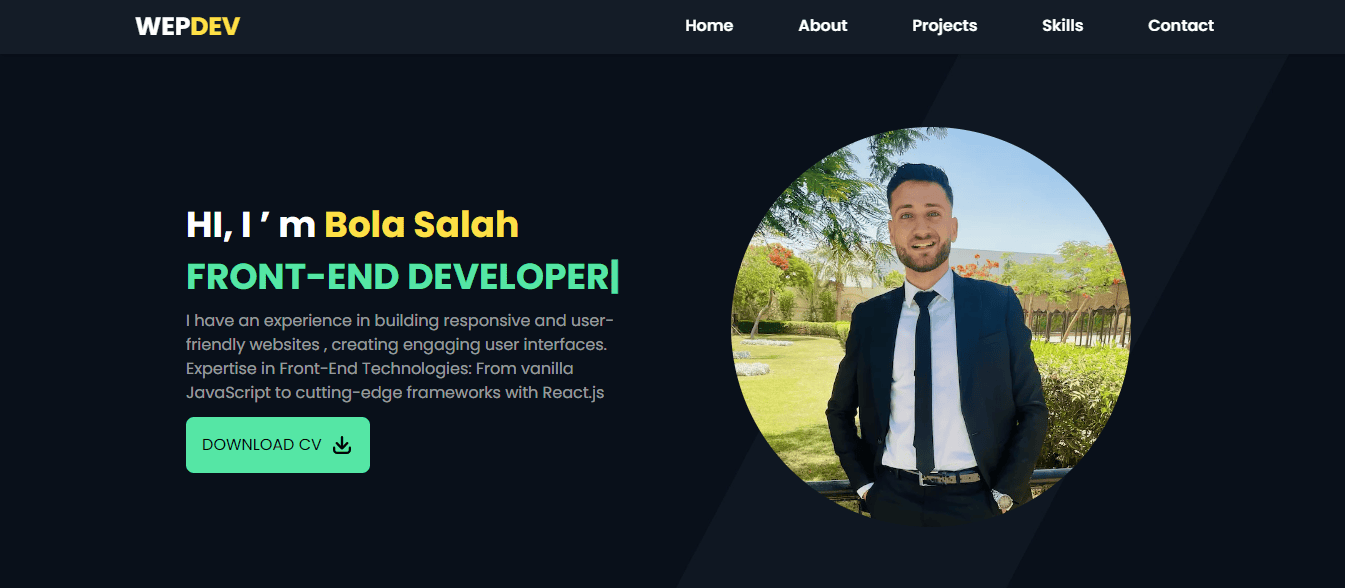 WEPDEV
Home About Projects Skills Contact
HI, I ’ m Bola Salah
FRONT-END DEVELOPER|
I have an experience in building responsive and user-
friendly websites , creating engaging user interfaces.
Expertise in Front-End Technologies: From vanilla
JavaScript to cutting-edge frameworks with React.js
DOWNLOAD CV